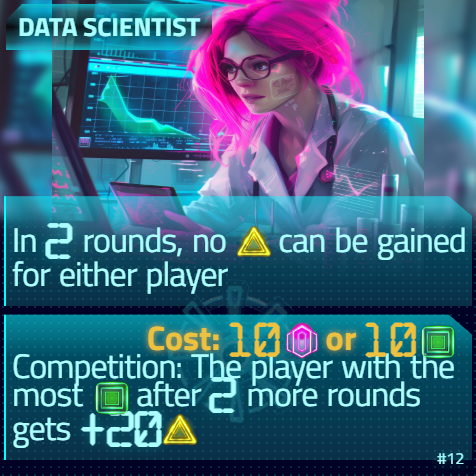 DATA SCIENTIST
In 2 rounds, no can be gained
for either player
Cost: 10 or 10
Competition: The player with the
most after 2 more rounds
gets +20
#12